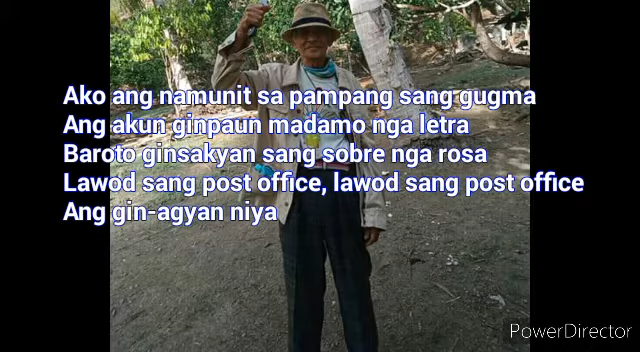 Ako ang namunit sa pampang sang gugma
Ang akun ginpaun madamo nga letra
Baroto ginsakyan sang sobre nga rosa
Lawod sang post office, lawod sang post office
Ang gin-agyan niya
PowerDirector